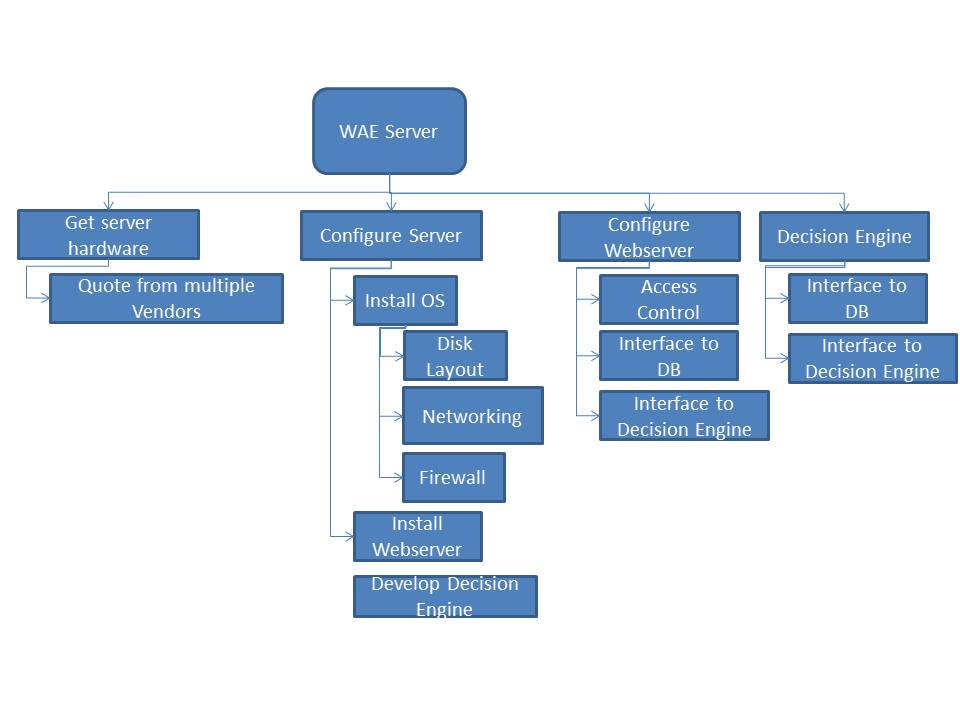 WAE Server
Get server
hardware
Quote from multiple
Vendors
Configure Server
Install OS
Disk
Layout
Networking
Firewall
Install
Webserver
Develop Decision
Engine
Configure
Webserver
Access
Control
Interface to
DB
Interface to
Decision Engine
Decision Engine
Interface to
DB
Interface to
Decision Engine